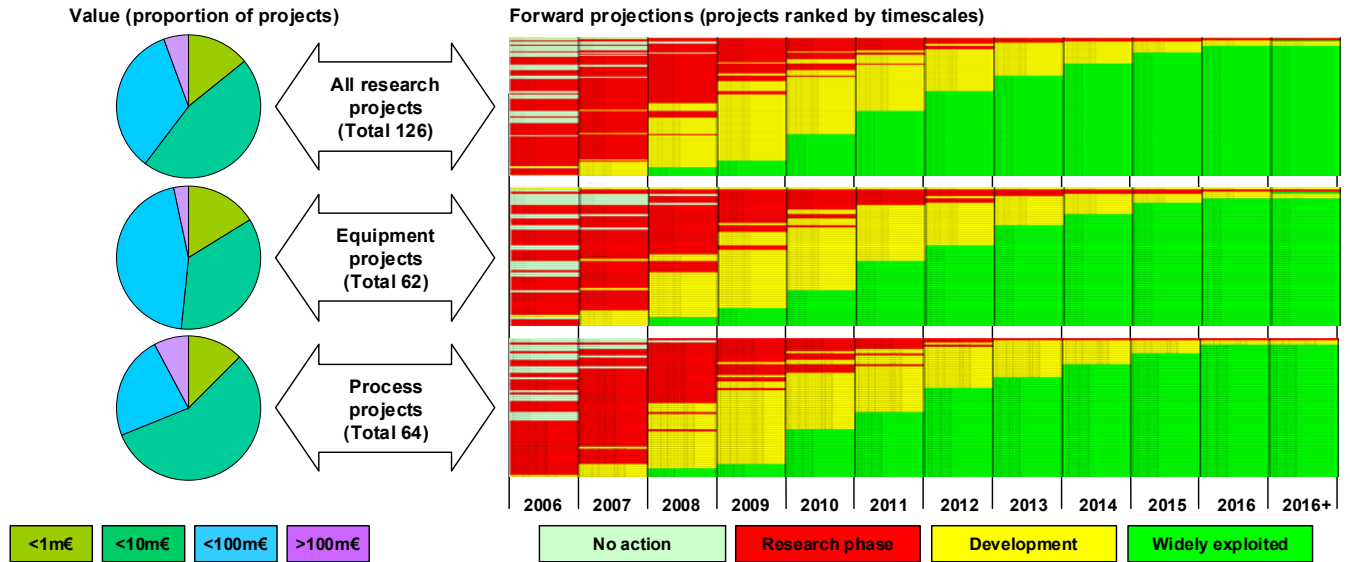 Value (proportion of projects)
Forward projections (projects ranked by timescales)
All research
projects
(Total 126)
Equipment
projects
(Total 62)
Process
projects
(Total 64)
2006 2007 2008 2009 2010 2011 2012 2013 2014 2015 2016 2016+
<1m€ <10m€ <100m€ >100m€
No action Research phase Development Widely exploited